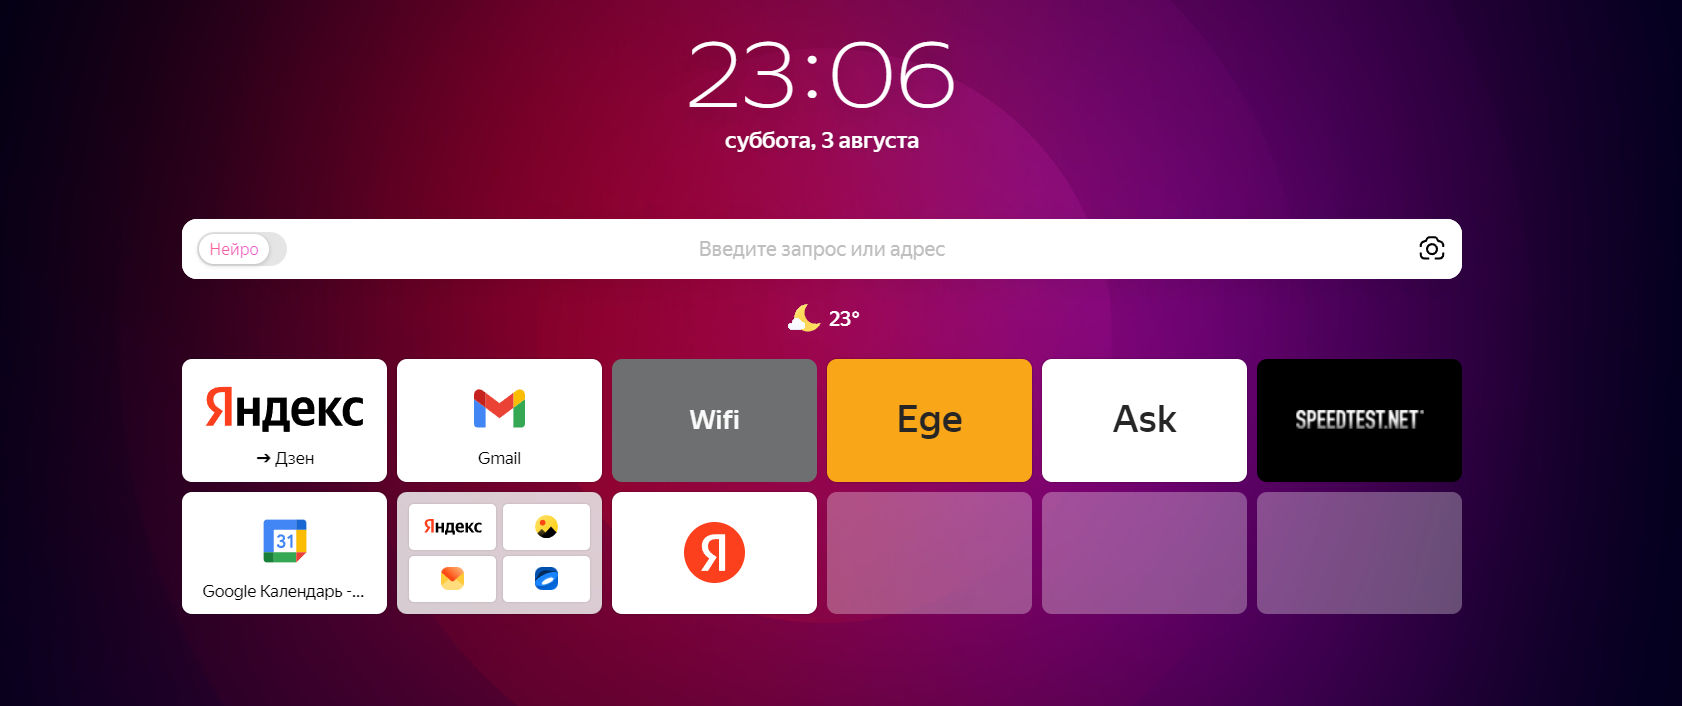 23:06
суббота, 3 августа
Нейро
Введите запрос или адрес
23°
Яндекс
➔ Дзен
Gmail
Wifi
Ege
Ask
SPEEDTEST.NET®
31
Google Календарь -...
Яндекс
Я